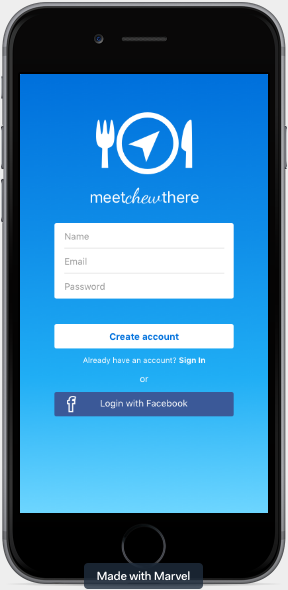 meetchewthere
Name
Email
Password
Create account
Already have an account? Sign In
or
f Login with Facebook
Made with Marvel